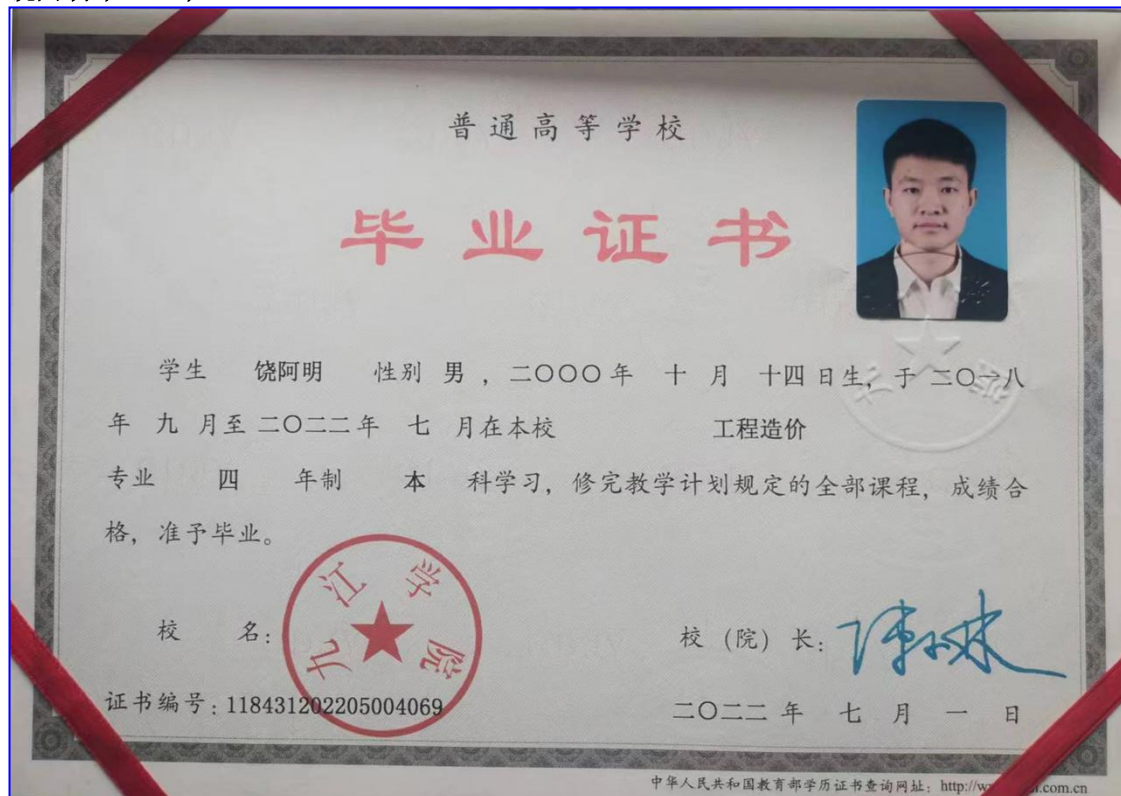 普通高等学校
毕业证书
学生 饶阿明 性别 男 ，二〇〇〇年 十 月 十四 日生，于 二〇一八
年 九 月至 二〇二二年 七 月在本校 工程造价
专业 四 年制 本 科学习，修完教学计划规定的全部课程，成绩合
格，准予毕业。
九江学院
校 名：
校（院）长：
证书编号：118431202205004069
二〇二二 年 七 月 一 日
中华人民共和国教育部学历证书查询网址：http://w
.com.cn